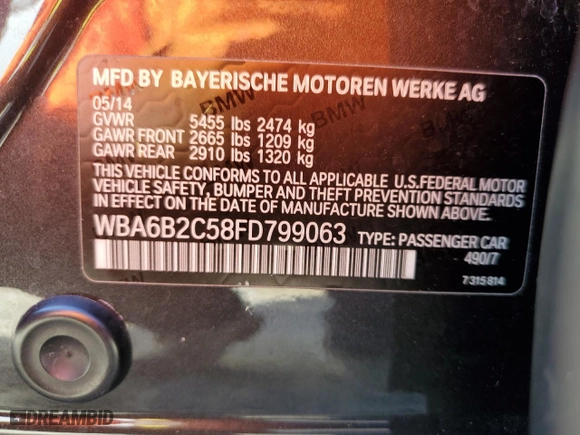 MFD BY BAYERISCHE MOTOREN WERKE AG
05/14
GVWR 5455 lbs 2474 kg
GAWR FRONT 2665 lbs 1209 kg
GAWR REAR 2910 lbs 1320 kg
THIS VEHICLE CONFORMS TO ALL APPLICABLE U.S.FEDERAL MOTOR
VEHICLE SAFETY, BUMPER AND THEFT PREVENTION STANDARDS
IN EFFECT ON THE DATE OF MANUFACTURE SHOWN ABOVE
WBA6B2C58FD799063 TYPE: PASSENGER CAR
490/7
7315814
BMW
BMW
DREAMBID